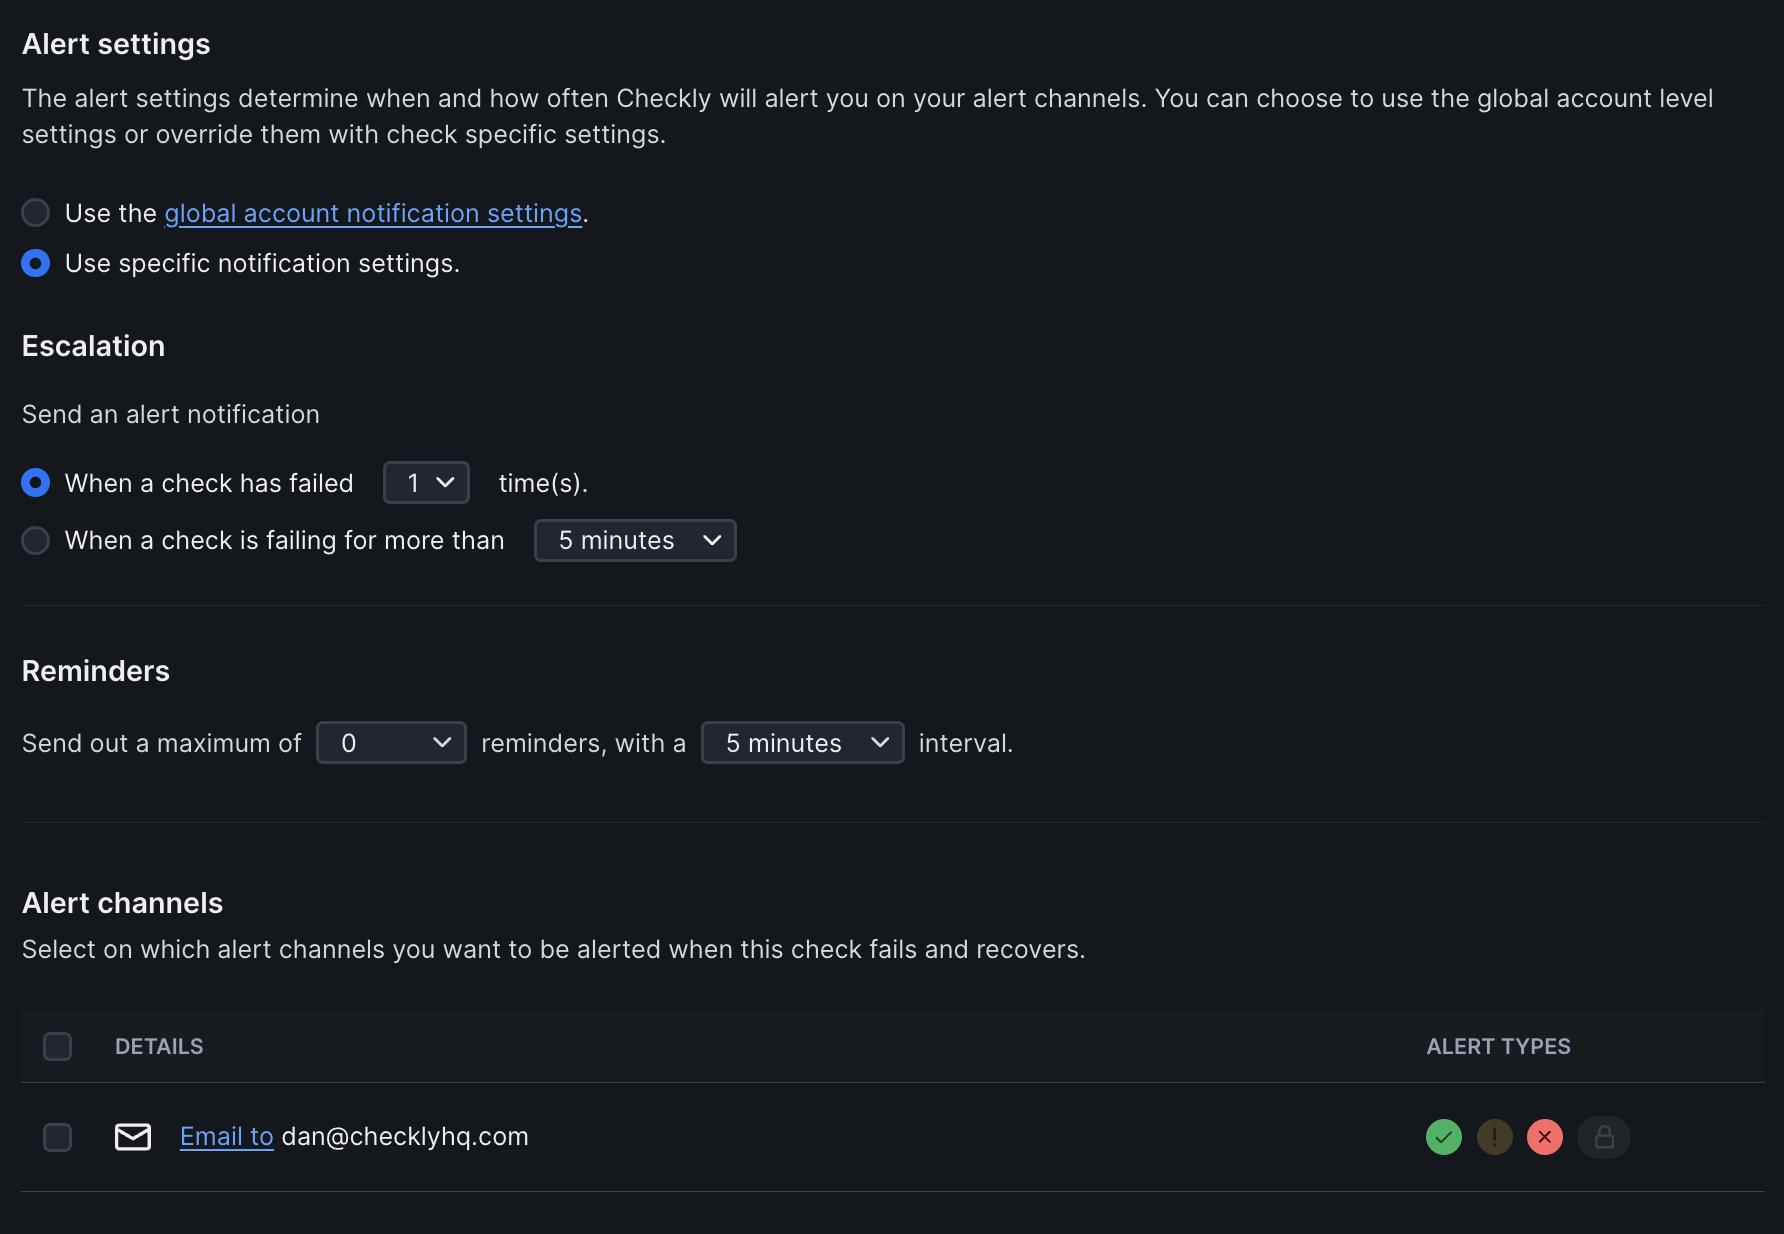 Alert settings
The alert settings determine when and how often Checkly will alert you on your alert channels. You can choose to use the global account level
settings or override them with check specific settings.
Use the global account notification settings.
Use specific notification settings.
Escalation
Send an alert notification
When a check has failed 1 time(s).
When a check is failing for more than 5 minutes
Reminders
Send out a maximum of 0 reminders, with a 5 minutes interval.
Alert channels
Select on which alert channels you want to be alerted when this check fails and recovers.
DETAILS ALERT TYPES
Email to dan@checklyhq.com